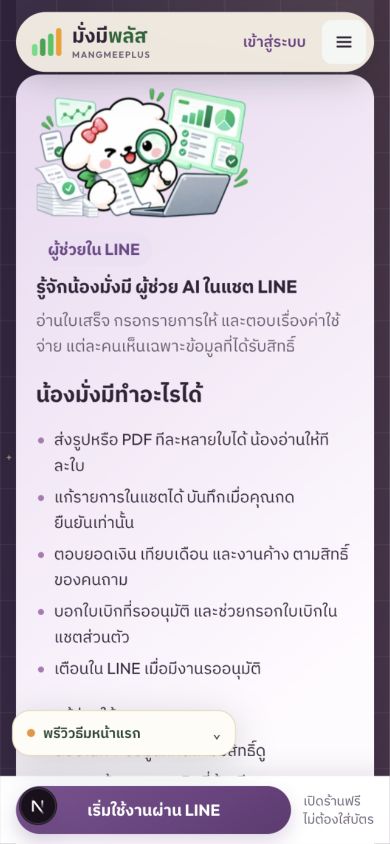 มั่งมีพลัส
MANGMEEPLUS
เข้าสู่ระบบ
ผู้ช่วยใน LINE
รู้จักน้องมั่งมี ผู้ช่วย AI ในแชต LINE
อ่านใบเสร็จ กรอกรายการให้ และตอบเรื่องค่าใช้
จ่าย แต่ละคนเห็นเฉพาะข้อมูลที่ได้รับสิทธิ์
น้องมั่งมีทำอะไรได้
ส่งรูปหรือ PDF ทีละหลายใบได้ น้องอ่านให้ที
ละใบ
แก้รายการในแชตได้ บันทึกเมื่อคุณกด
ยืนยันเท่านั้น
ตอบยอดเงิน เทียบเดือน และงานค้าง ตามสิทธิ์
ของคนถาม
บอกใบเบิกที่รออนุมัติ และช่วยกรอกใบเบิกใน
แชตส่วนตัว
เตือนใน LINE เมื่อมีงานรออนุมัติ
พรีวิวธีมหน้าแรก
N
เริ่มใช้งานผ่าน LINE
เปิดร้านฟรี
ไม่ต้องใส่บัตร